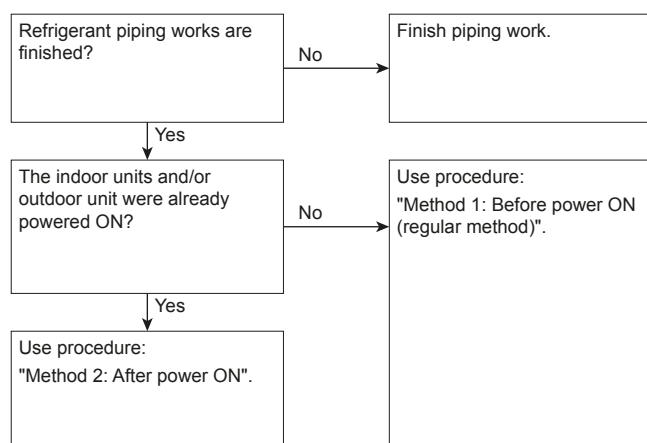 Refrigerant piping works are
finished?
No
Finish piping work.
Yes
The indoor units and/or
outdoor unit were already
powered ON?
No
Use procedure:
"Method 1: Before power ON
(regular method)".
Yes
Use procedure:
"Method 2: After power ON".